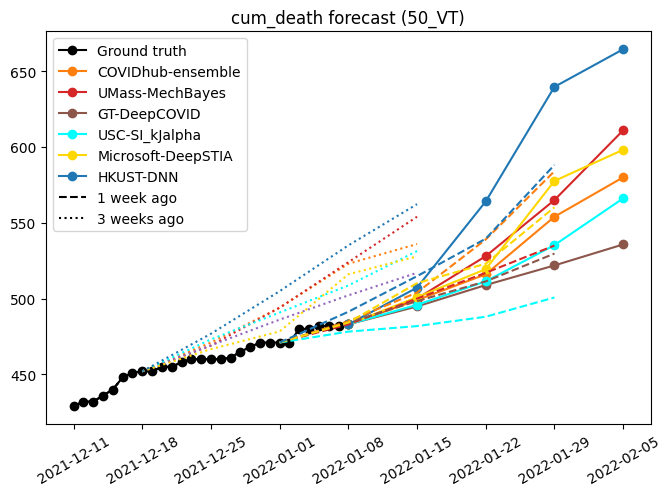 cum_death forecast (50_VT)
Ground truth
COVIDhub-ensemble
UMass-MechBayes
GT-DeepCOVID
USC-SI_kJalpha
Microsoft-DeepSTIA
HKUST-DNN
1 week ago
3 weeks ago
650
600
550
500
450
2021-12-11
2021-12-18
2021-12-25
2022-01-01
2022-01-08
2022-01-15
2022-01-22
2022-01-29
2022-02-05